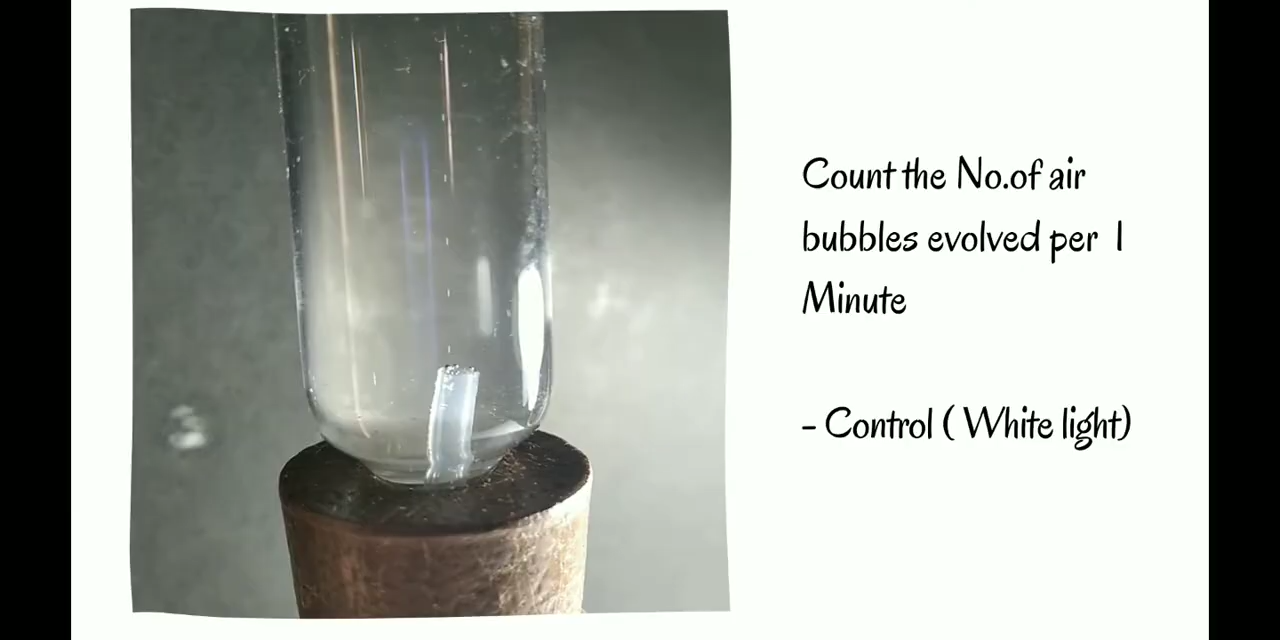 Count the No.of air
bubbles evolved per 1
Minute
- Control ( White light)